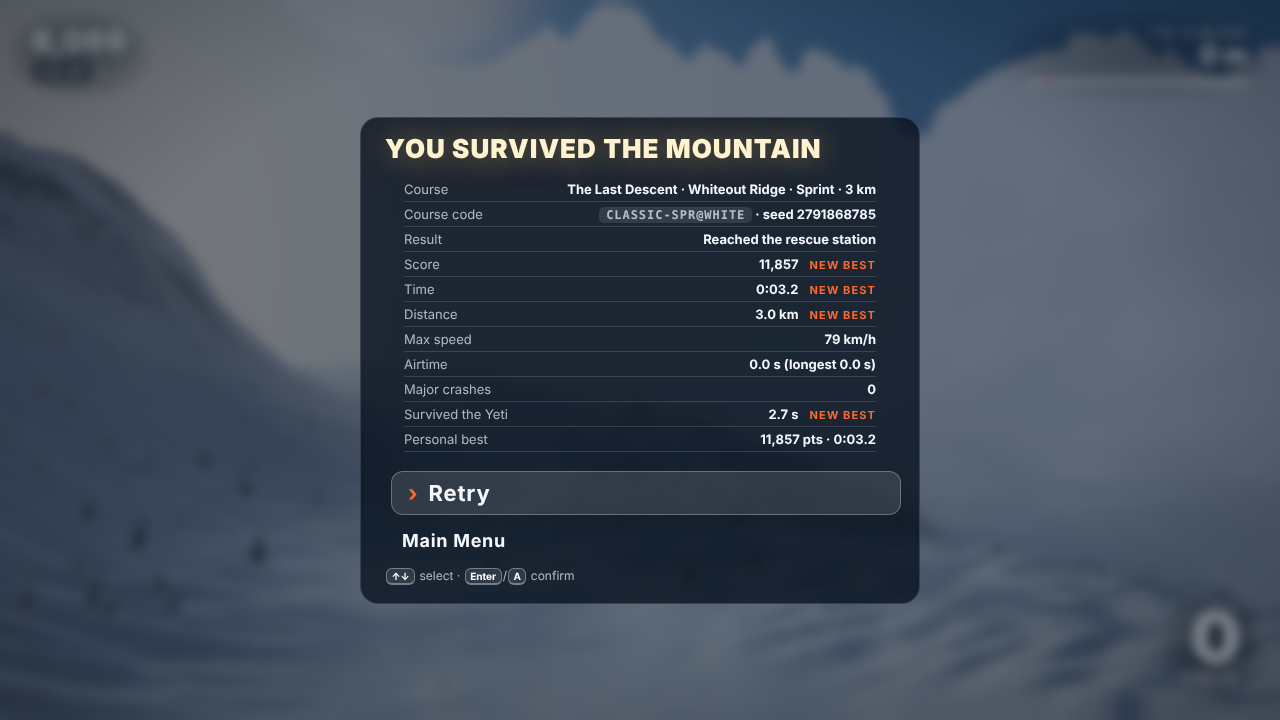 YOU SURVIVED THE MOUNTAIN
Course The Last Descent · Whiteout Ridge · Sprint · 3 km
Course code CLASSIC-SPR@WHITE · seed 2791868785
Result Reached the rescue station
Score 11,857 NEW BEST
Time 0:03.2 NEW BEST
Distance 3.0 km NEW BEST
Max speed 79 km/h
Airtime 0.0 s (longest 0.0 s)
Major crashes 0
Survived the Yeti 2.7 s NEW BEST
Personal best 11,857 pts · 0:03.2
› Retry
Main Menu
↑↓ select · Enter/A confirm
0